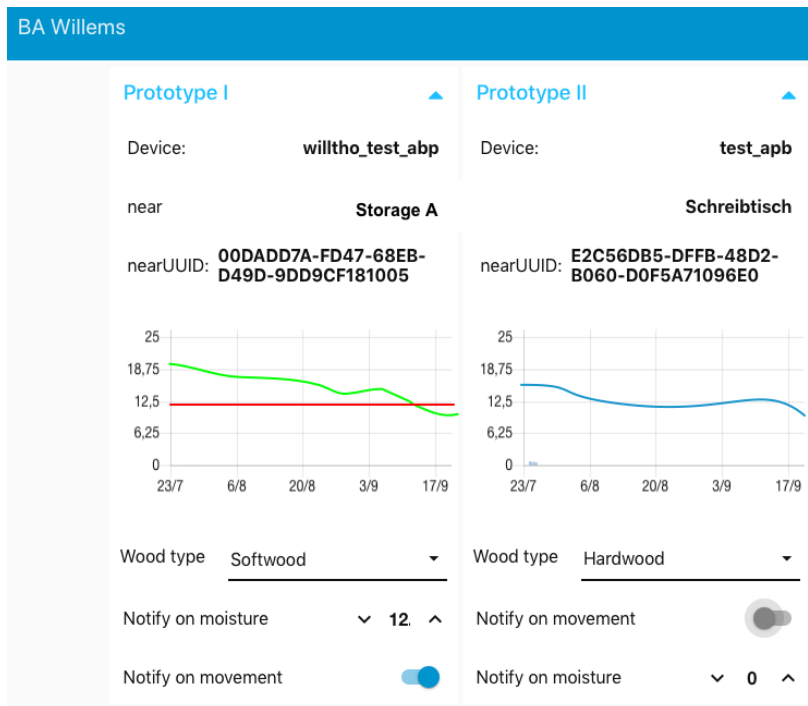 BA Willems
Prototype I
Device: willtho_test_abp
near Storage A
nearUUID: 00DADD7A-FD47-68EB-
D49D-9DD9CF181005
25
18,75
12,5
6,25
0
23/7 6/8 20/8 3/9 17/9
Wood type Softwood
Notify on moisture 12.
Notify on movement
Prototype II
Device: test_apb
Schreibtisch
nearUUID: E2C56DB5-DFFB-48D2-
B060-D0F5A71096E0
25
18,75
12,5
6,25
0
23/7 6/8 20/8 3/9 17/9
Wood type Hardwood
Notify on movement
Notify on moisture 0